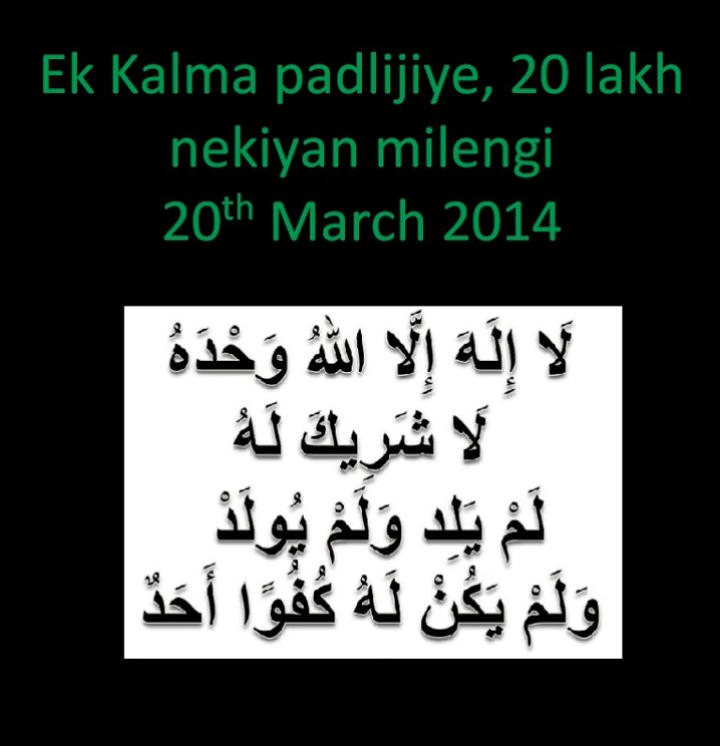 Ek Kalma padlijiye, 20 lakh
nekiyan milengi
20th March 2014
لَا إِلَهَ إِلَّا اللهُ وَحْدَهُ
لَا شَرِيكَ لَهُ
لَمْ يَلِد وَلَمْ يُولَدْ
وَلَمْ يَكُنْ لَهُ كُفُوًا أَحَدٌ